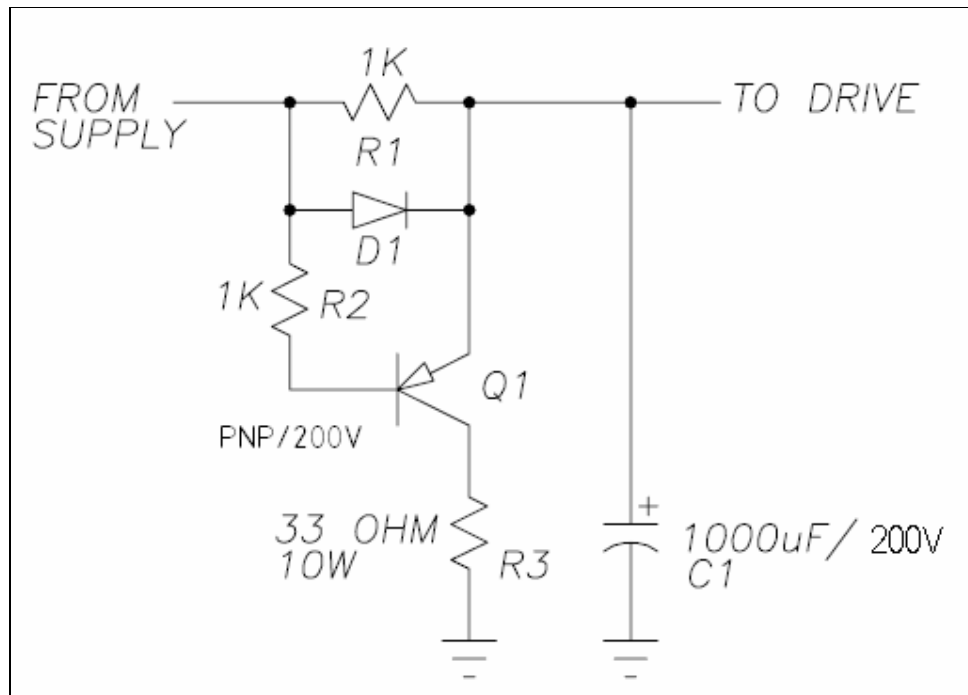 1K
FROM
SUPPLY
TO DRIVE
R1
D1
1K
R2
Q1
PNP/200V
33 OHM
10W
R3
+
1000uF/ 200V
C1